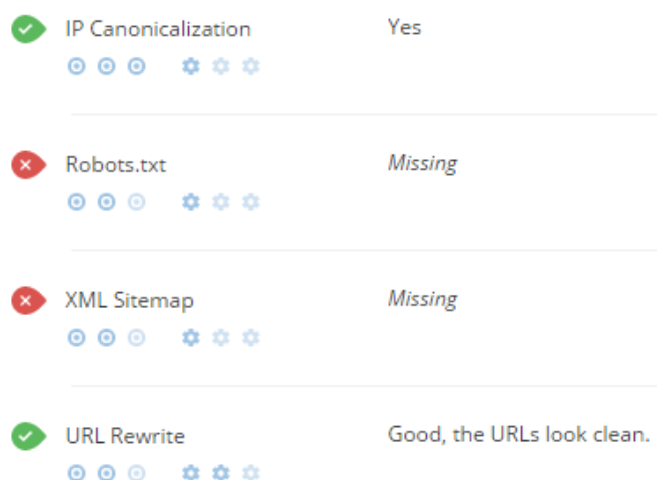 IP Canonicalization Yes
Robots.txt Missing
XML Sitemap Missing
URL Rewrite Good, the URLs look clean.